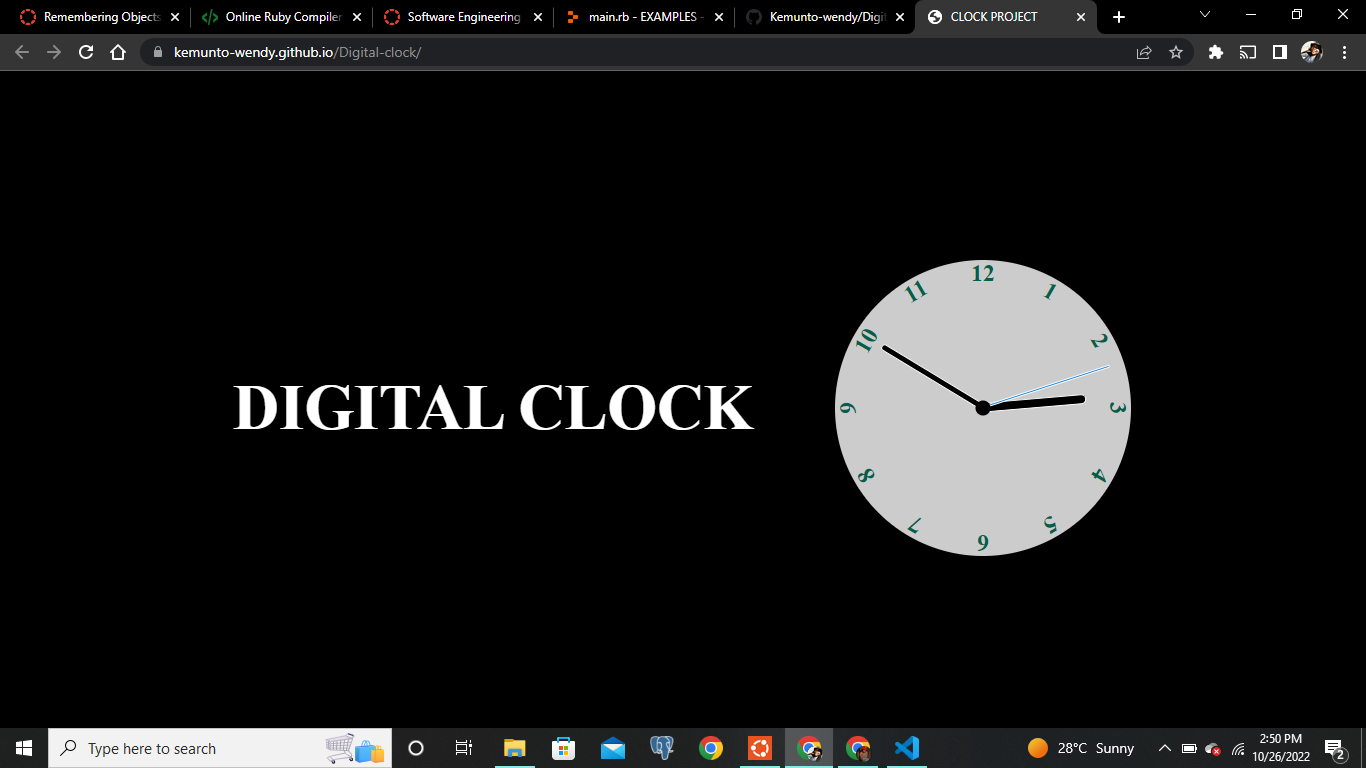 Remembering Objects
Online Ruby Compiler
Software Engineering
main.rb - EXAMPLES -
Kemunto-wendy/Digit
CLOCK PROJECT
kemunto-wendy.github.io/Digital-clock/
DIGITAL CLOCK
12
1
2
3
4
5
6
7
8
9
10
11
Type here to search
28°C Sunny
2:50 PM
10/26/2022
2